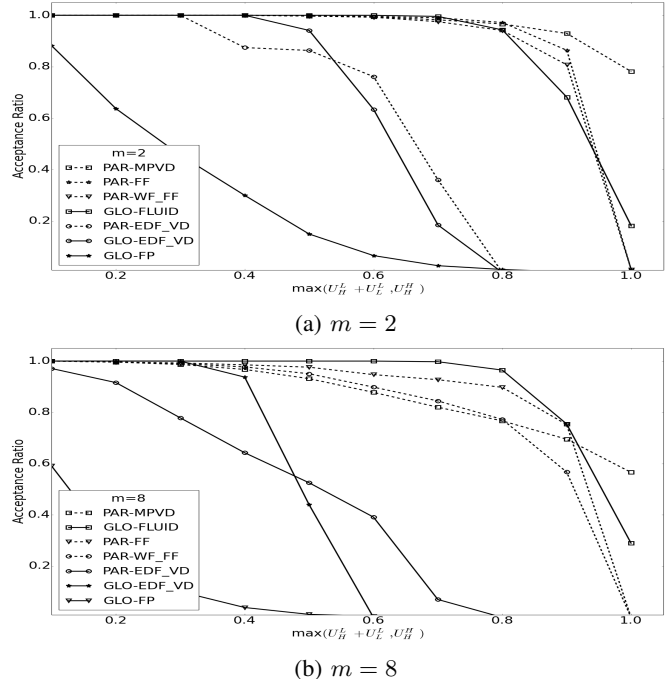 1.0
0.8
0.6
0.4
0.2
Acceptance Ratio
m=2
PAR-MPVD
PAR-FF
PAR-WF_FF
GLO-FLUID
PAR-EDF_VD
GLO-EDF_VD
GLO-FP
0.2 0.4 0.6 0.8 1.0
max(U_H^L + U_L^L, U_H^H)
(a) m = 2
1.0
0.8
0.6
0.4
0.2
Acceptance Ratio
m=8
PAR-MPVD
GLO-FLUID
PAR-FF
PAR-WF_FF
PAR-EDF_VD
GLO-EDF_VD
GLO-FP
0.2 0.4 0.6 0.8 1.0
max(U_H^L + U_L^L, U_H^H)
(b) m = 8